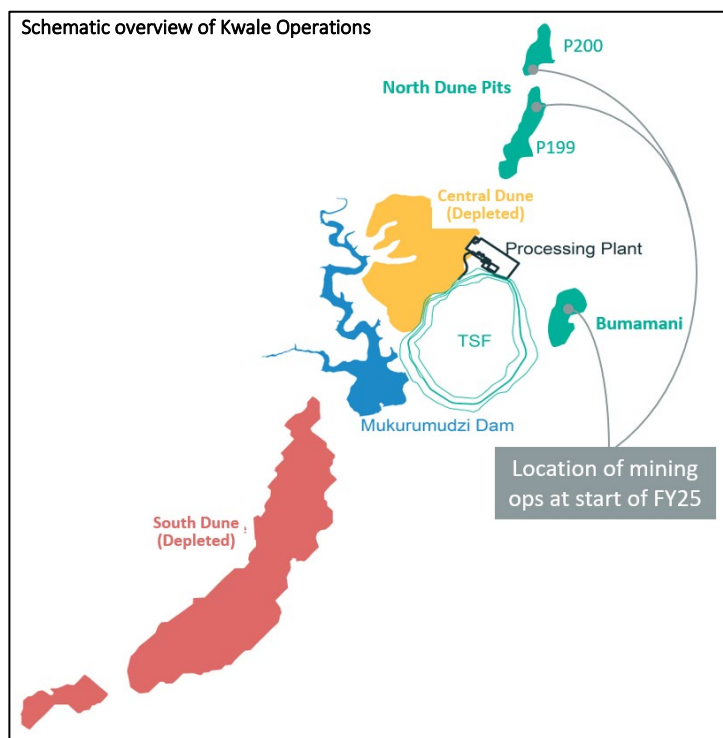 Schematic overview of Kwale Operations
P200
North Dune Pits
P199
Central Dune
(Depleted)
Processing Plant
Bumamani
TSF
Mukurumudzi Dam
Location of mining
ops at start of FY25
South Dune
(Depleted)